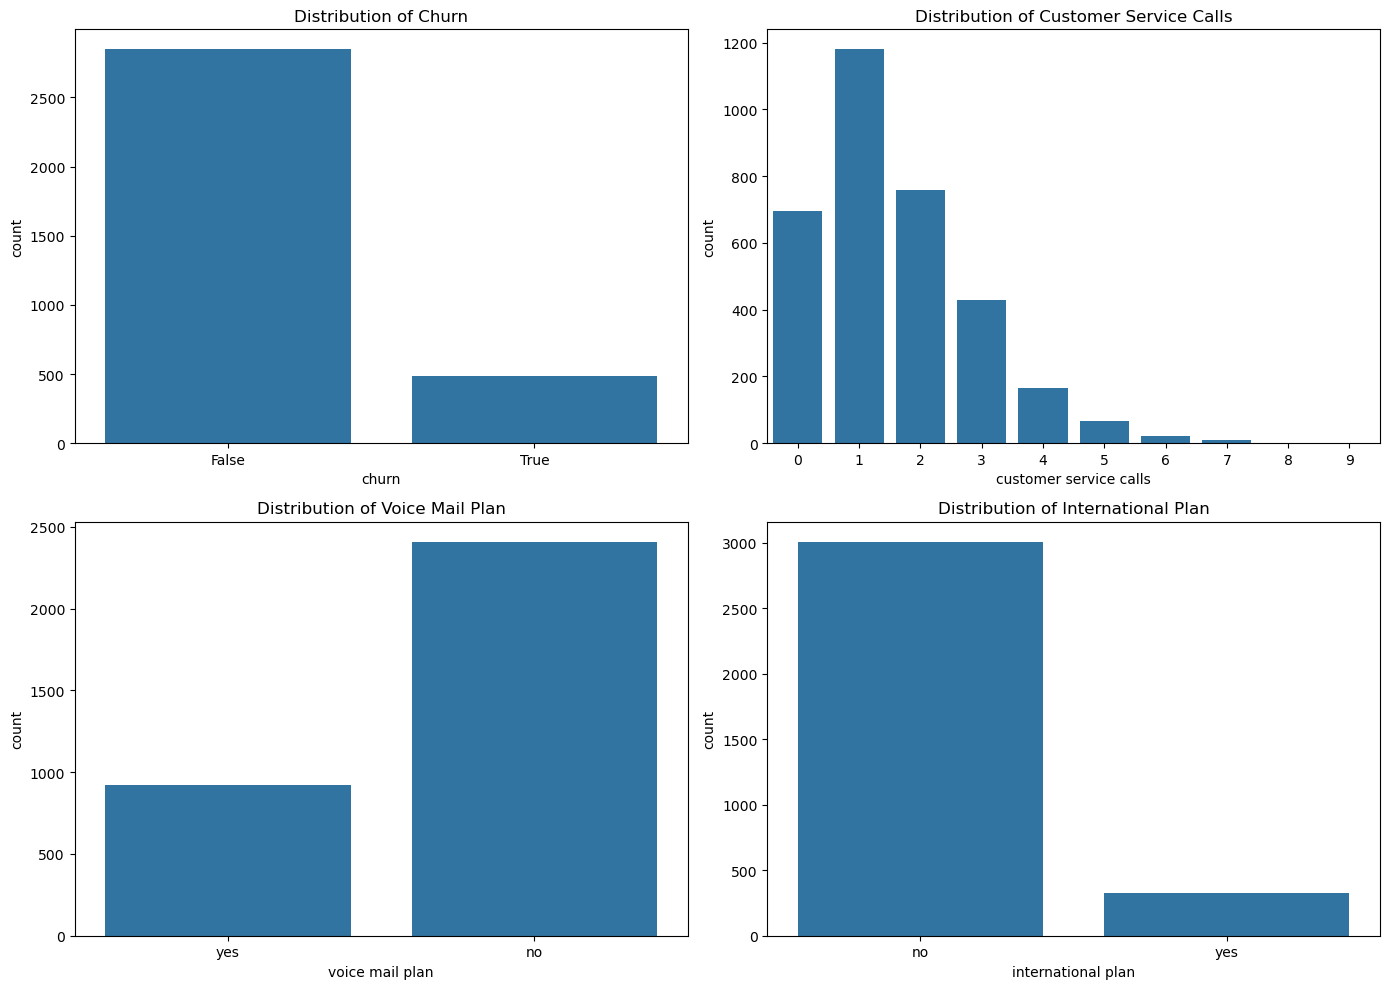 Distribution of Churn
2500
2000
1500
1000
500
0
count
False True
churn
Distribution of Customer Service Calls
1200
1000
800
600
400
200
0
count
0 1 2 3 4 5 6 7 8 9
customer service calls
Distribution of Voice Mail Plan
2500
2000
1500
1000
500
0
count
yes no
voice mail plan
Distribution of International Plan
3000
2500
2000
1500
1000
500
0
count
no yes
international plan